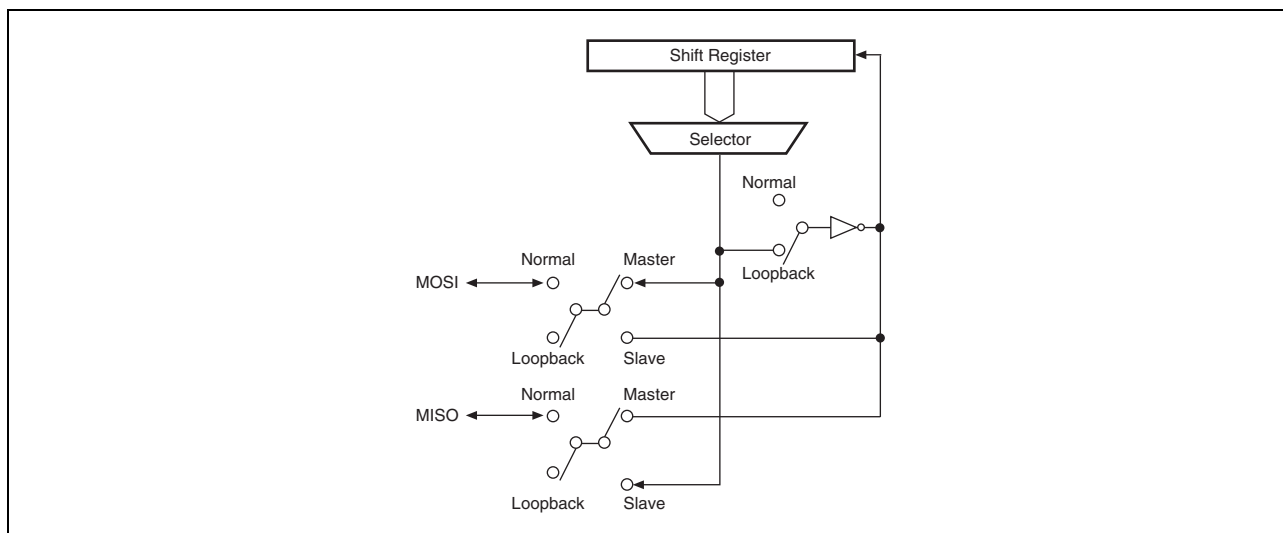 Shift Register
Selector
Normal
Loopback
Normal Master
MOSI
Loopback Slave
Normal Master
MISO
Loopback Slave